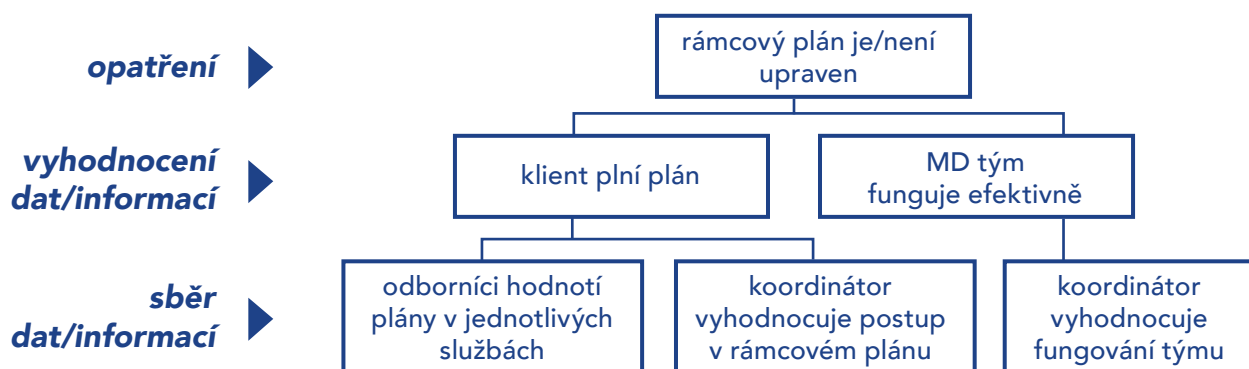 opatření
rámcový plán je/není
upraven
vyhodnocení
dat/informací
klient plní plán
MD tým
funguje efektivně
sběr
dat/informací
odborníci hodnotí
plány v jednotlivých
službách
koordinátor
vyhodnocuje postup
v rámcovém plánu
koordinátor
vyhodnocuje
fungování týmu